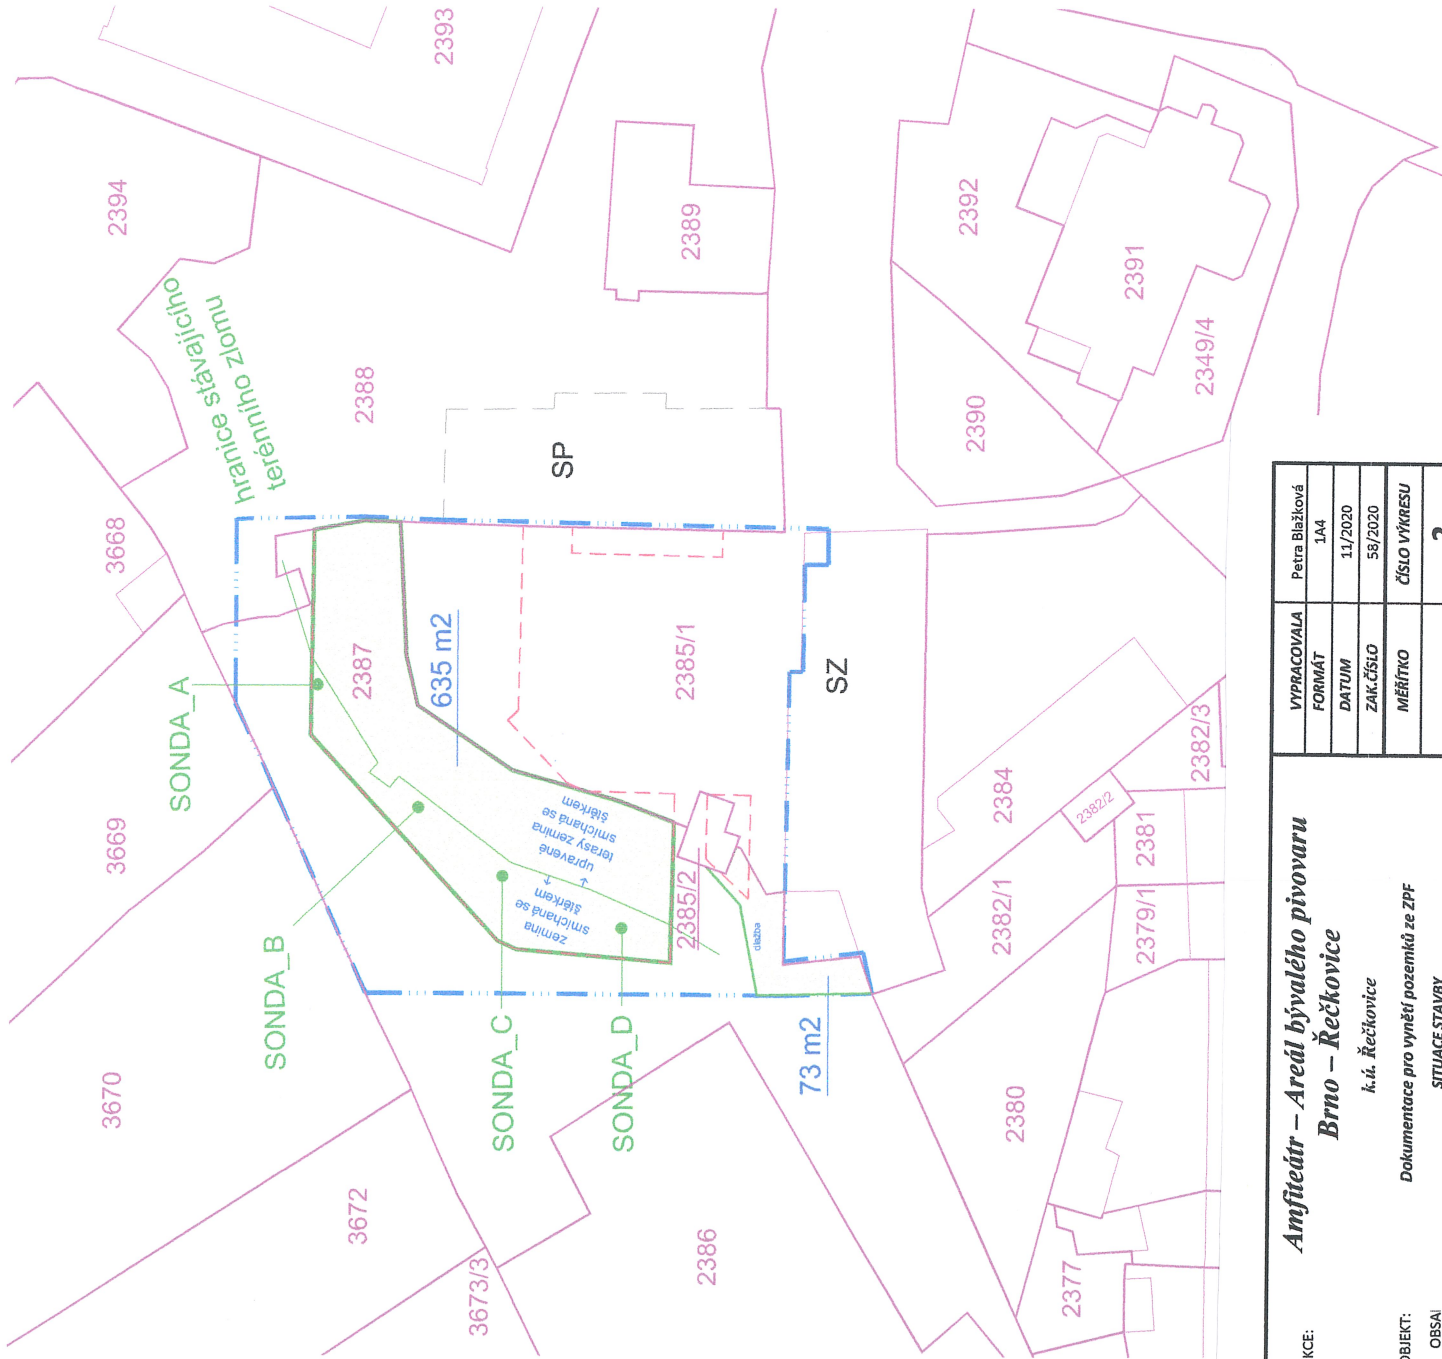 2393
2394
2389
2392
2391
2349/4
2390
hranice stávajícího
terénního zlomu
2388
SP
3668
SONDA_A
2387
635 m2
2385/1
SZ
3669
SONDA_B
upravené
terasy zemina
smíchaná se
štěrkem
zemina
smíchaná se
štěrkem
2385/2
dlažba
2384
2382/2
2382/3
2381
2382/1
2379/1
3670
SONDA_C
SONDA_D
73 m2
2380
3672
3673/3
2386
2377
KCE:
Amfiteátr – Areál bývalého pivovaru
Brno – Řečkovice
k.ú. Řečkovice
BJEKT:
Dokumentace pro vynětí pozemků ze ZPF
OBSA
SITUACE STAVBY
VYPRACOVALA Petra Blažková
FORMÁT 1A4
DATUM 11/2020
ZAK.ČÍSLO 58/2020
MĚŘÍTKO ČÍSLO VÝKRESU